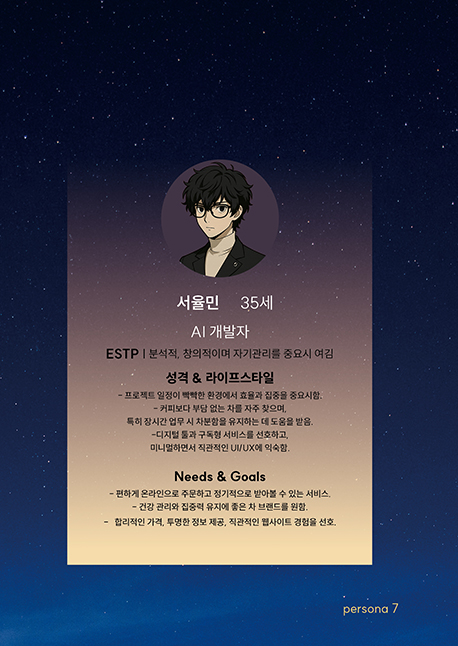 서율민 35세
AI 개발자
ESTP | 분석적, 창의적이며 자기관리를 중요시 여김
성격 & 라이프스타일
- 프로젝트 일정이 빡빡한 환경에서 효율과 집중을 중요시함.
- 커피보다 부담 없는 차를 자주 찾으며,
특히 장시간 업무 시 차분함을 유지하는 데 도움을 받음.
-디지털 툴과 구독형 서비스를 선호하고,
미니멀하면서 직관적인 UI/UX에 익숙함.
Needs & Goals
- 편하게 온라인으로 주문하고 정기적으로 받아볼 수 있는 서비스.
- 건강 관리와 집중력 유지에 좋은 차 브랜드를 원함.
- 합리적인 가격, 투명한 정보 제공, 직관적인 웹사이트 경험을 선호.
persona 7